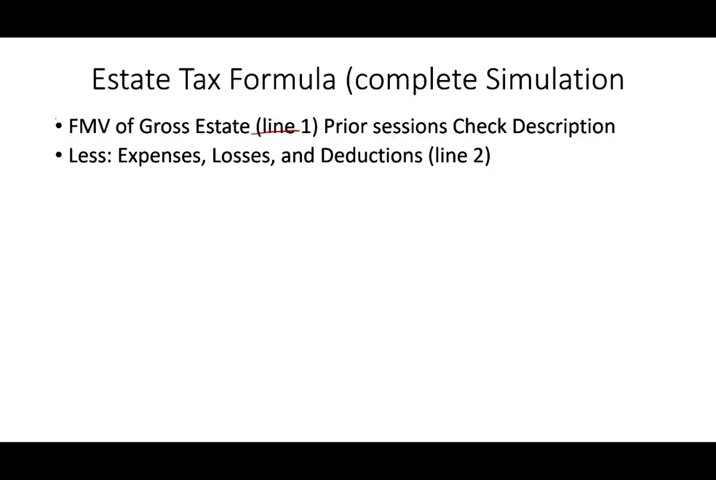 Estate Tax Formula (complete Simulation
• FMV of Gross Estate (line 1) Prior sessions Check Description
• Less: Expenses, Losses, and Deductions (line 2)